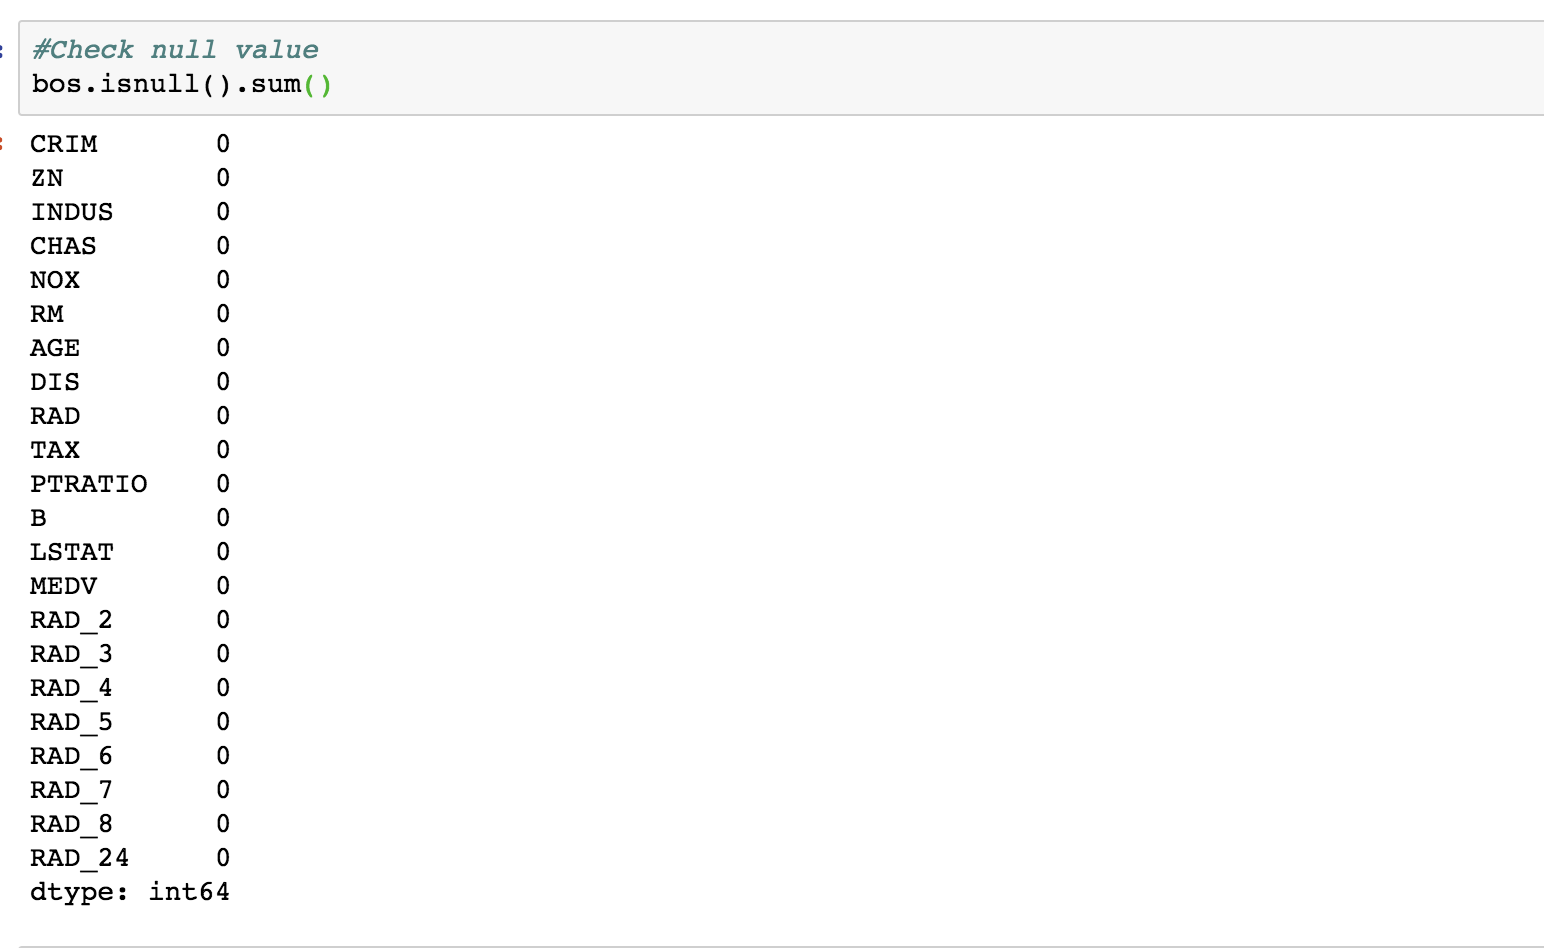 #Check null value
bos.isnull().sum()
CRIM 0
ZN 0
INDUS 0
CHAS 0
NOX 0
RM 0
AGE 0
DIS 0
RAD 0
TAX 0
PTRATIO 0
B 0
LSTAT 0
MEDV 0
RAD_2 0
RAD_3 0
RAD_4 0
RAD_5 0
RAD_6 0
RAD_7 0
RAD_8 0
RAD_24 0
dtype: int64